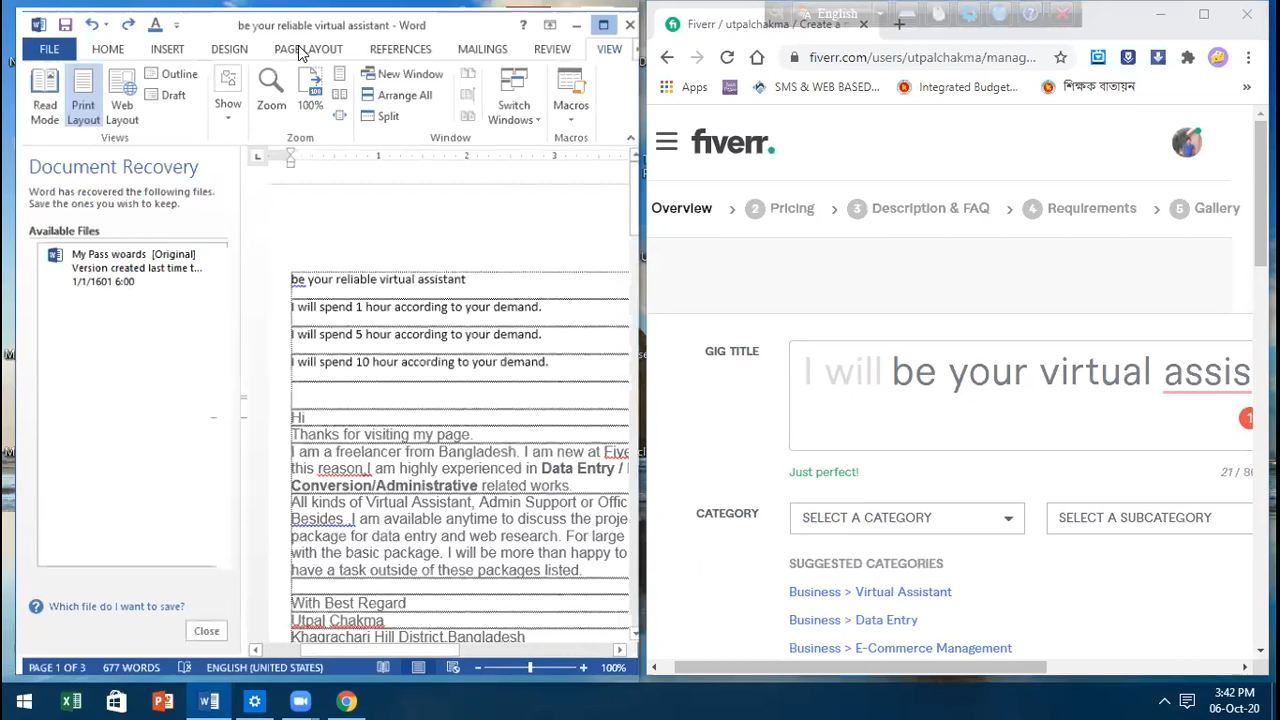 be your reliable virtual assistant - Word
FILE HOME INSERT DESIGN PAGE LAYOUT REFERENCES MAILINGS REVIEW VIEW
Read Mode
Print Layout
Web Layout
Outline
Draft
Views
Show
Zoom
100%
Zoom
New Window
Arrange All
Split
Window
Switch Windows
Macros
Macros
Document Recovery
Word has recovered the following files.
Save the ones you wish to keep.
Available Files
My Pass woards [Original]
Version created last time t...
1/1/1601 6:00
Which file do I want to save?
Close
1 2 3
be your reliable virtual assistant
I will spend 1 hour according to your demand.
I will spend 5 hour according to your demand.
I will spend 10 hour according to your demand.
Hi
Thanks for visiting my page.
I am a freelancer from Bangladesh. I am new at Five
this reason,I am highly experienced in Data Entry /
Conversion/Administrative related works.
All kinds of Virtual Assistant, Admin Support or Offic
Besides ,I am available anytime to discuss the proje
package for data entry and web research. For large
with the basic package. I will be more than happy to
have a task outside of these packages listed.
With Best Regard
Utpal Chakma
Khagrachari Hill District,Bangladesh
PAGE 1 OF 3 677 WORDS ENGLISH (UNITED STATES) 100%
Fiverr / utpalchakma / Create a
English
fiverr.com/users/utpalchakma/manag...
Apps SMS & WEB BASED... Integrated Budget... শিক্ষক বাতায়ন
fiverr.
Overview 2 Pricing 3 Description & FAQ 4 Requirements 5 Gallery
GIG TITLE
I will be your virtual assis
1
Just perfect!
21 / 80
CATEGORY
SELECT A CATEGORY
SELECT A SUBCATEGORY
SUGGESTED CATEGORIES
Business > Virtual Assistant
Business > Data Entry
Business > E-Commerce Management
3:42 PM
06-Oct-20